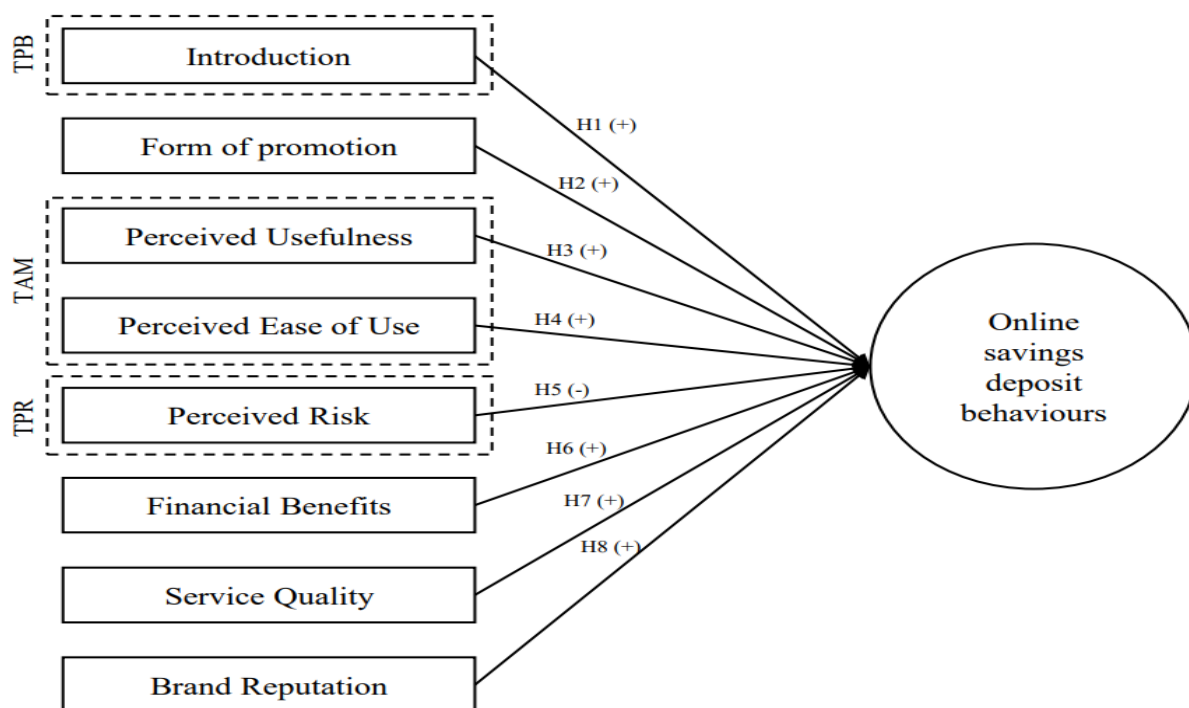 TPB
Introduction
H1 (+)
Form of promotion
H2 (+)
TAM
Perceived Usefulness
H3 (+)
Perceived Ease of Use
H4 (+)
TPR
Perceived Risk
H5 (-)
Financial Benefits
H6 (+)
Service Quality
H7 (+)
Brand Reputation
H8 (+)
Online
savings
deposit
behaviours